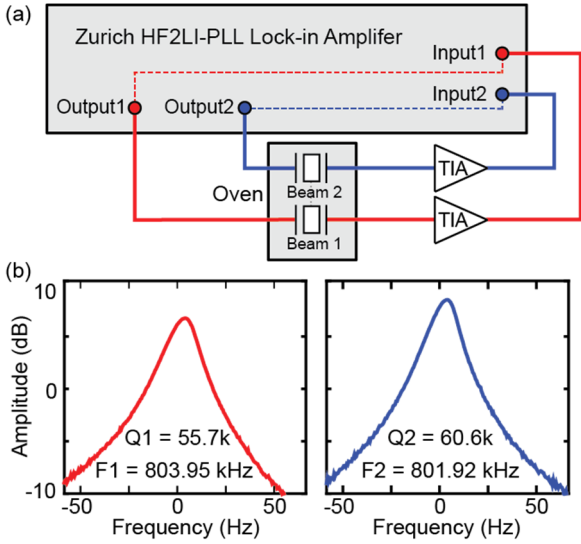 (a)
Zurich HF2LI-PLL Lock-in Amplifer
Input1
Input2
Output1
Output2
Oven
Beam 2
Beam 1
TIA
TIA
(b)
Amplitude (dB)
10
0
-10
Q1 = 55.7k
F1 = 803.95 kHz
-50 0 50
Frequency (Hz)
Q2 = 60.6k
F2 = 801.92 kHz
-50 0 50
Frequency (Hz)